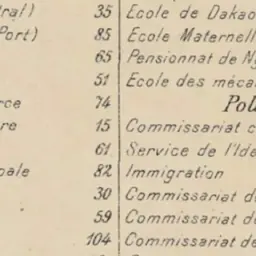 35 Ecole de Dakao
Port) 85 Ecole Maternell
65 Pensionnat de N
51 Ecole des méca
rce 74 Pol
re 15 Commissariat c
61 Service de l'Ide
pale 82 Immigration
30 Commissariat d
59 Commissariat d
104 Commissariat de